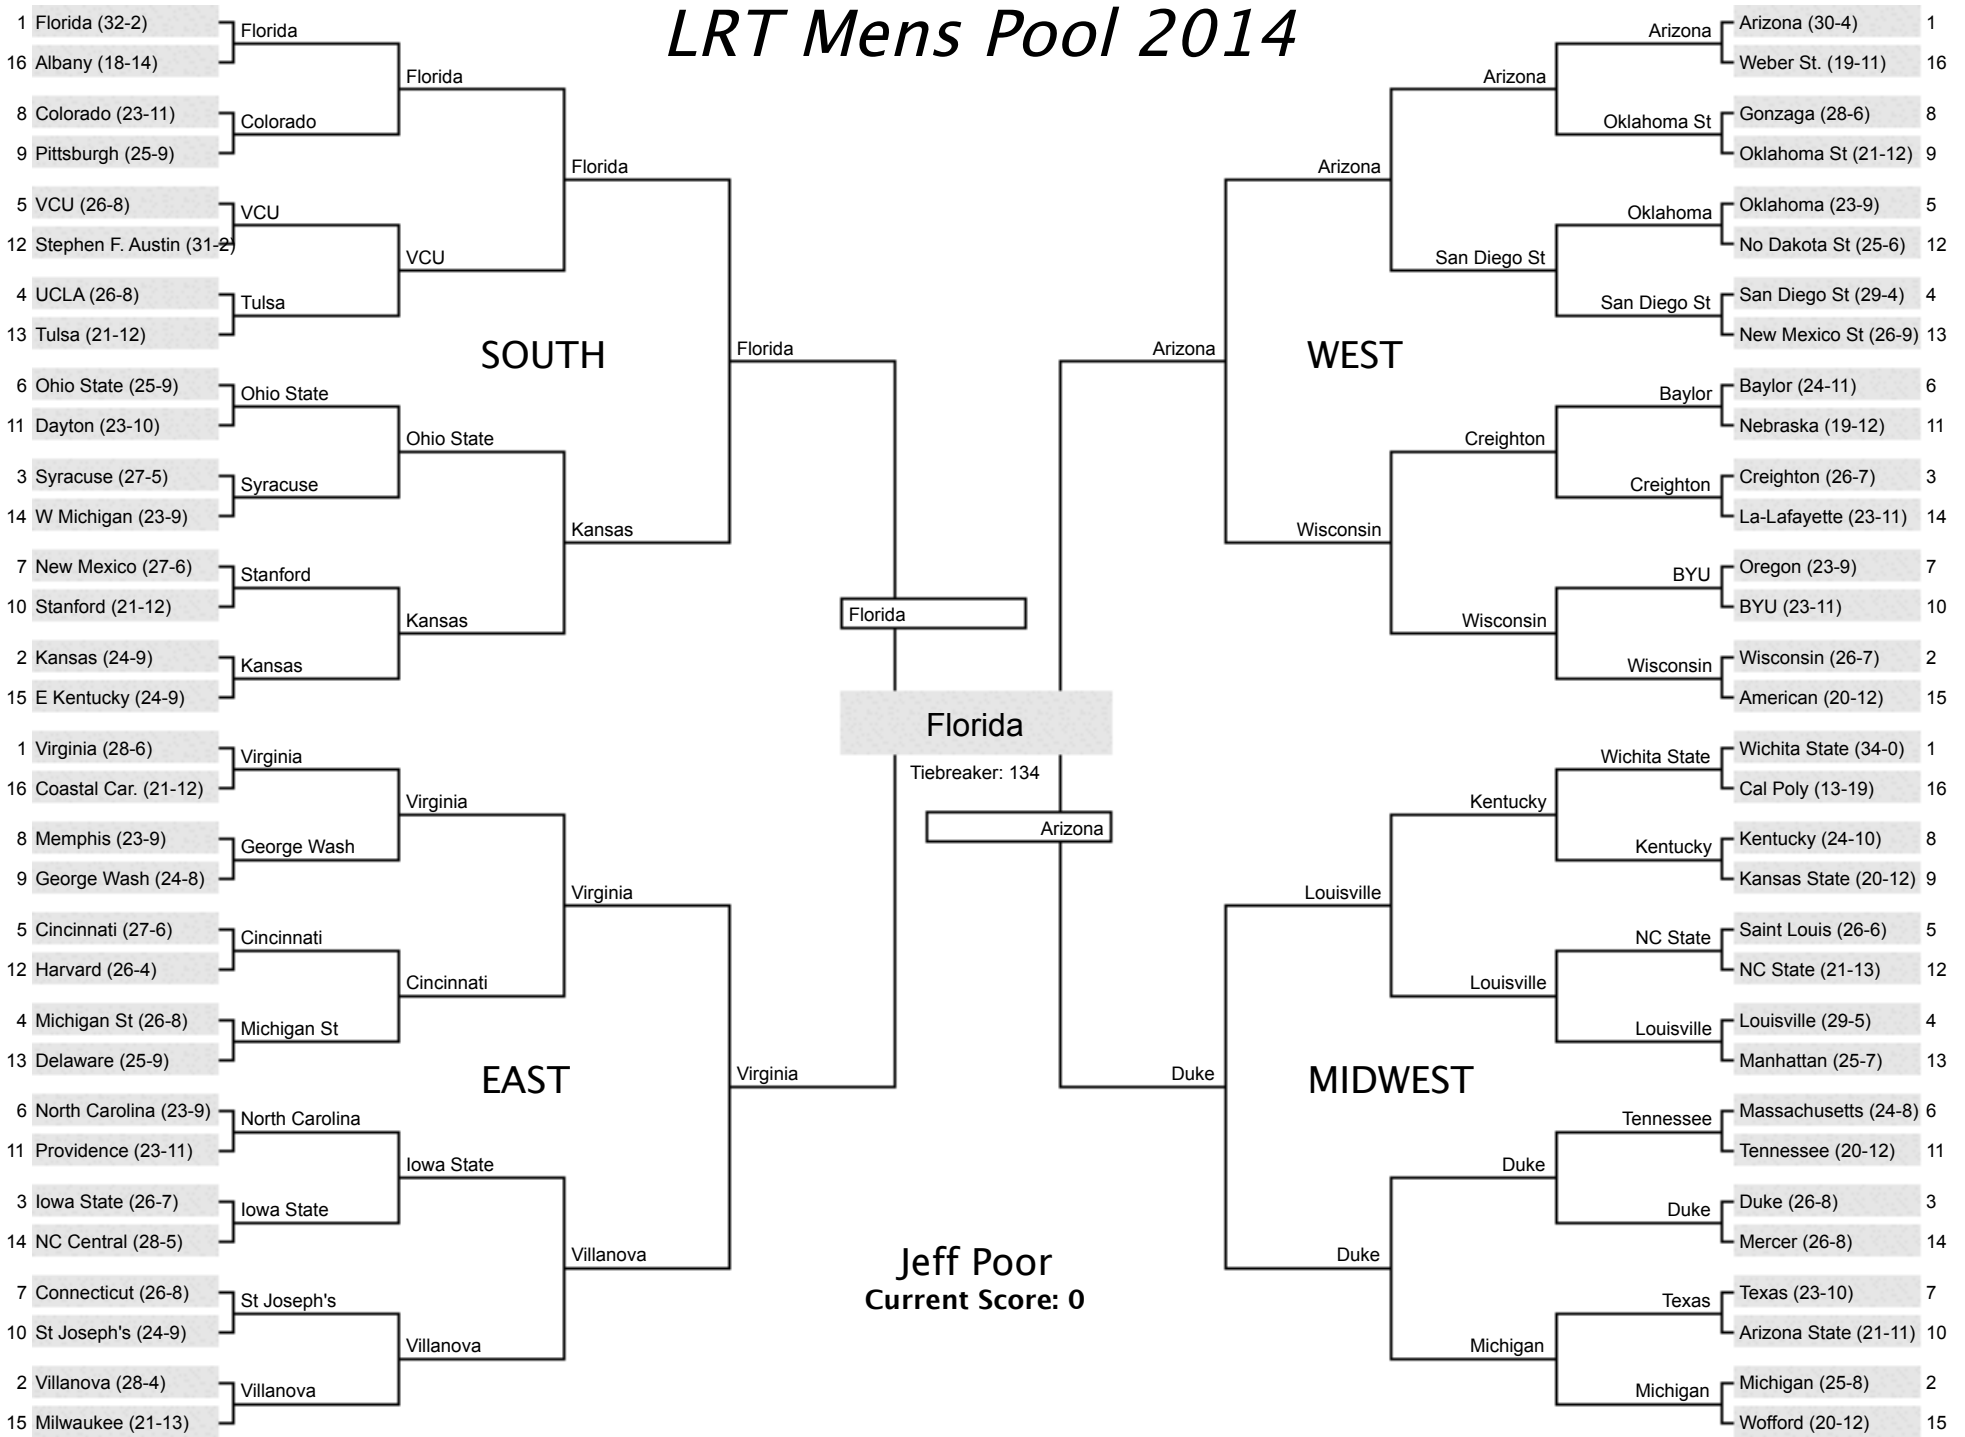 LRT Mens Pool 2014
1 Florida (32-2)
Florida
16 Albany (18-14)
Florida
8 Colorado (23-11)
Colorado
9 Pittsburgh (25-9)
Florida
5 VCU (26-8)
VCU
12 Stephen F. Austin (31-2)
VCU
4 UCLA (26-8)
Tulsa
13 Tulsa (21-12)
SOUTH
Florida
6 Ohio State (25-9)
Ohio State
11 Dayton (23-10)
Ohio State
3 Syracuse (27-5)
Syracuse
14 W Michigan (23-9)
Kansas
7 New Mexico (27-6)
Stanford
10 Stanford (21-12)
Kansas
2 Kansas (24-9)
Kansas
15 E Kentucky (24-9)
1 Virginia (28-6)
Virginia
16 Coastal Car. (21-12)
Virginia
8 Memphis (23-9)
George Wash
9 George Wash (24-8)
Virginia
5 Cincinnati (27-6)
Cincinnati
12 Harvard (26-4)
Cincinnati
4 Michigan St (26-8)
Michigan St
13 Delaware (25-9)
EAST
Virginia
6 North Carolina (23-9)
North Carolina
11 Providence (23-11)
Iowa State
3 Iowa State (26-7)
Iowa State
14 NC Central (28-5)
Villanova
7 Connecticut (26-8)
St Joseph's
10 St Joseph's (24-9)
Villanova
2 Villanova (28-4)
Villanova
15 Milwaukee (21-13)
Florida
Florida
Tiebreaker: 134
Arizona
Jeff Poor
Current Score: 0
Arizona (30-4) 1
Arizona
Weber St. (19-11) 16
Arizona
Gonzaga (28-6) 8
Oklahoma St
Oklahoma St (21-12) 9
Arizona
Oklahoma (23-9) 5
Oklahoma
No Dakota St (25-6) 12
San Diego St
San Diego St (29-4) 4
San Diego St
New Mexico St (26-9) 13
Arizona
WEST
Baylor (24-11) 6
Baylor
Nebraska (19-12) 11
Creighton
Creighton (26-7) 3
Creighton
La-Lafayette (23-11) 14
Wisconsin
Oregon (23-9) 7
BYU
BYU (23-11) 10
Wisconsin
Wisconsin (26-7) 2
Wisconsin
American (20-12) 15
Wichita State (34-0) 1
Wichita State
Cal Poly (13-19) 16
Kentucky
Kentucky (24-10) 8
Kentucky
Kansas State (20-12) 9
Louisville
Saint Louis (26-6) 5
NC State
NC State (21-13) 12
Louisville
Louisville (29-5) 4
Louisville
Manhattan (25-7) 13
Duke
MIDWEST
Massachusetts (24-8) 6
Tennessee
Tennessee (20-12) 11
Duke
Duke (26-8) 3
Duke
Mercer (26-8) 14
Duke
Texas (23-10) 7
Texas
Arizona State (21-11) 10
Michigan
Michigan (25-8) 2
Michigan
Wofford (20-12) 15